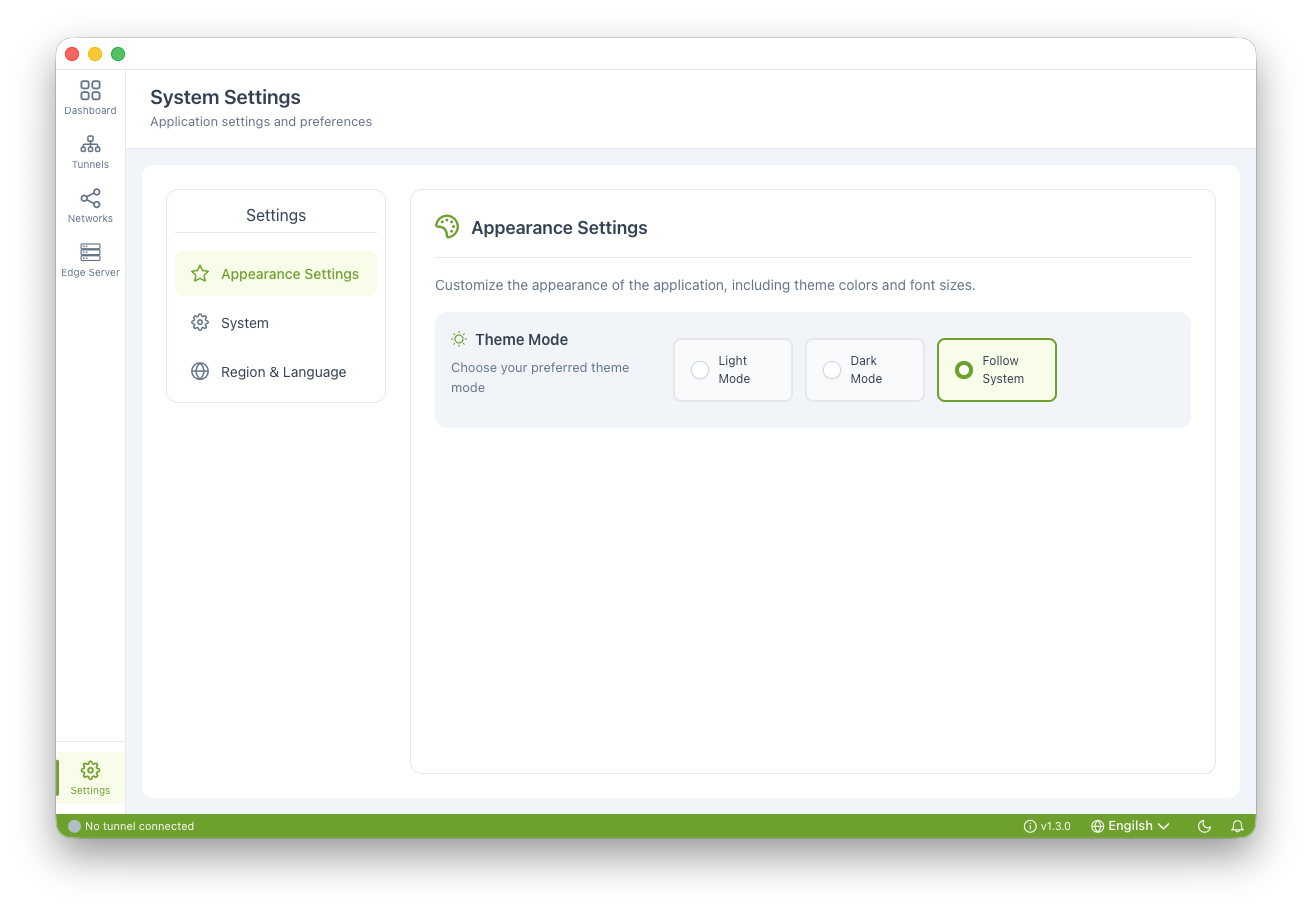 Dashboard
Tunnels
Networks
Edge Server
Settings
System Settings
Application settings and preferences
Settings
Appearance Settings
System
Region & Language
Appearance Settings
Customize the appearance of the application, including theme colors and font sizes.
Theme Mode
Choose your preferred theme
mode
Light
Mode
Dark
Mode
Follow
System
No tunnel connected
v1.3.0
Engilsh